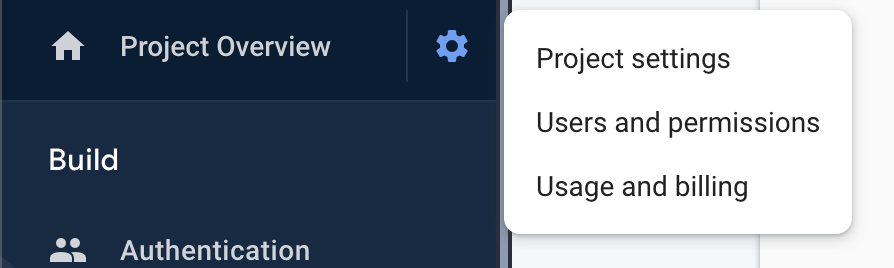 Project Overview
Project settings
Users and permissions
Build
Usage and billing
Authentication